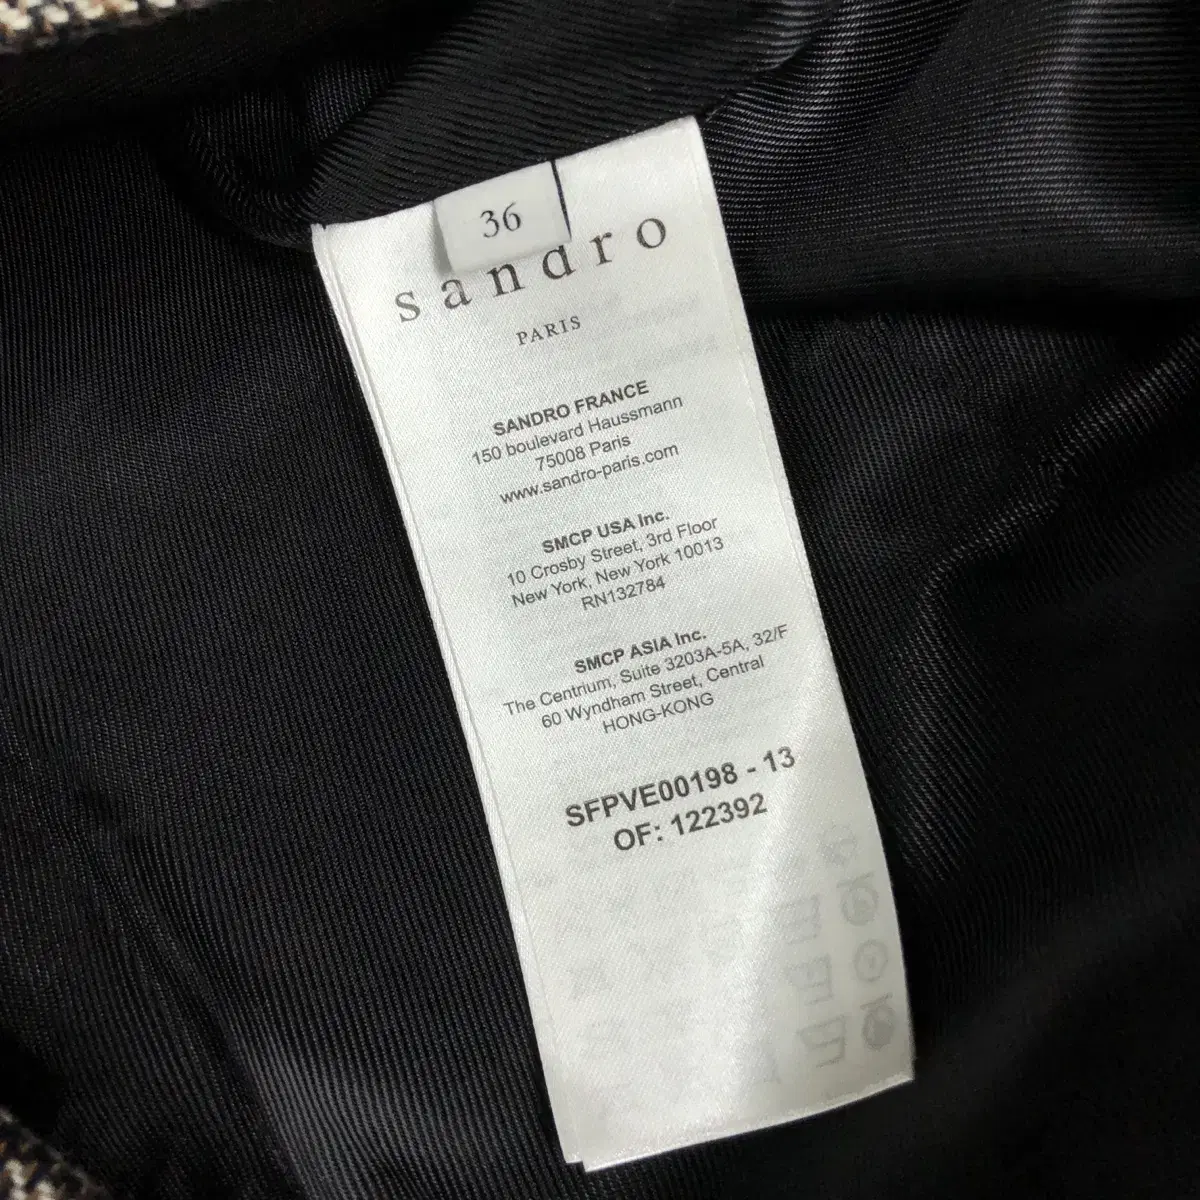 36
sandro
PARIS
SANDRO FRANCE
150 boulevard Haussmann
75008 Paris
www.sandro-paris.com
SMCP USA Inc.
10 Crosby Street, 3rd Floor
New York, New York 10013
RN132784
SMCP ASIA Inc.
The Centrium, Suite 3203A-5A, 32/F
60 Wyndham Street, Central
HONG-KONG
SFPVE00198 - 13
OF: 122392